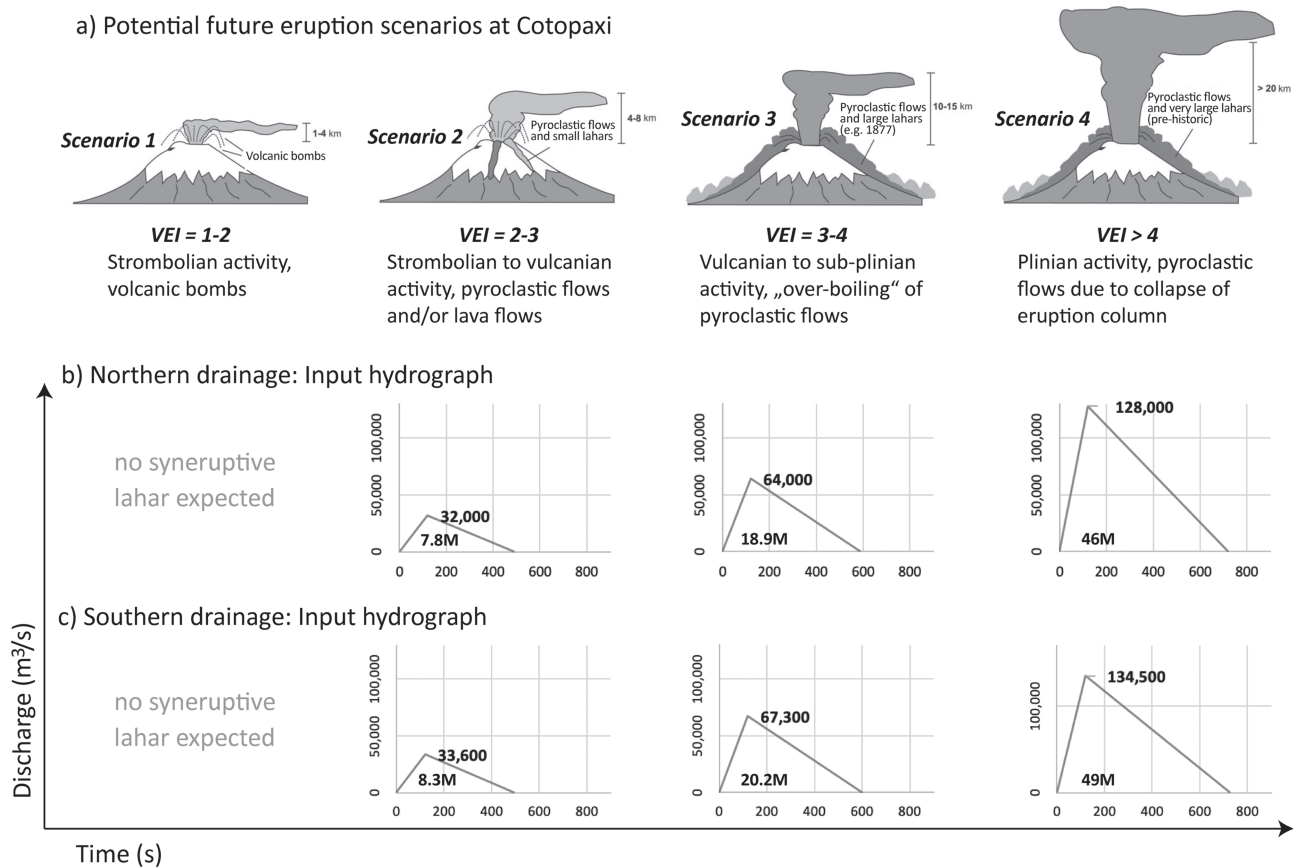 a) Potential future eruption scenarios at Cotopaxi
Scenario 1
1-4 km
Volcanic bombs
Scenario 2
4-8 km
Pyroclastic flows
and small lahars
Scenario 3
10-15 km
Pyroclastic flows
and large lahars
(e.g. 1877)
Scenario 4
> 20 km
Pyroclastic flows
and very large lahars
(pre-historic)
VEI = 1-2
Strombolian activity,
volcanic bombs
VEI = 2-3
Strombolian to vulcanian
activity, pyroclastic flows
and/or lava flows
VEI = 3-4
Vulcanian to sub-plinian
activity, „over-boiling“ of
pyroclastic flows
VEI > 4
Plinian activity, pyroclastic
flows due to collapse of
eruption column
b) Northern drainage: Input hydrograph
no syneruptive
lahar expected
100,000
50,000
0
32,000
7.8M
0 200 400 600 800
100,000
50,000
0
64,000
18.9M
0 200 400 600 800
100,000
50,000
0
128,000
46M
0 200 400 600 800
c) Southern drainage: Input hydrograph
no syneruptive
lahar expected
100,000
50,000
0
33,600
8.3M
0 200 400 600 800
100,000
50,000
0
67,300
20.2M
0 200 400 600 800
100,000
0
134,500
49M
0 200 400 600 800
Discharge (m³/s)
Time (s)